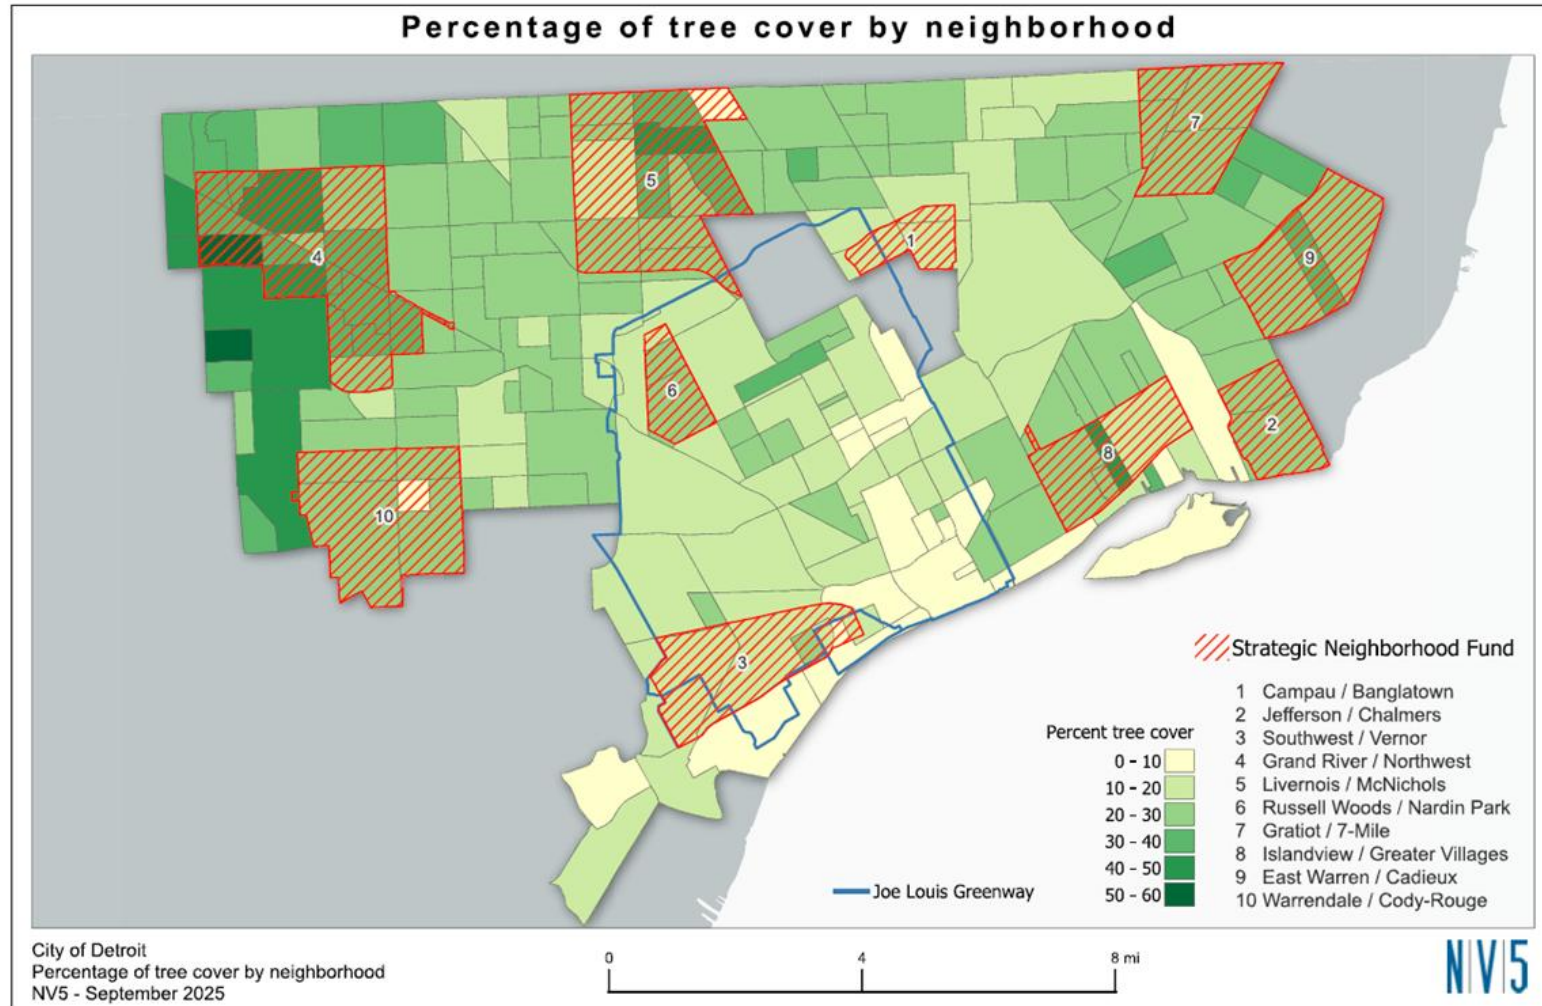 Percentage of tree cover by neighborhood
7
5
4
1
9
6
2
8
10
3
Strategic Neighborhood Fund
1 Campau / Banglatown
2 Jefferson / Chalmers
3 Southwest / Vernor
4 Grand River / Northwest
5 Livernois / McNichols
6 Russell Woods / Nardin Park
7 Gratiot / 7-Mile
8 Islandview / Greater Villages
9 East Warren / Cadieux
10 Warrendale / Cody-Rouge
Percent tree cover
0 - 10
10 - 20
20 - 30
30 - 40
40 - 50
50 - 60
Joe Louis Greenway
City of Detroit
Percentage of tree cover by neighborhood
NV5 - September 2025
0 4 8 mi
N|V|5